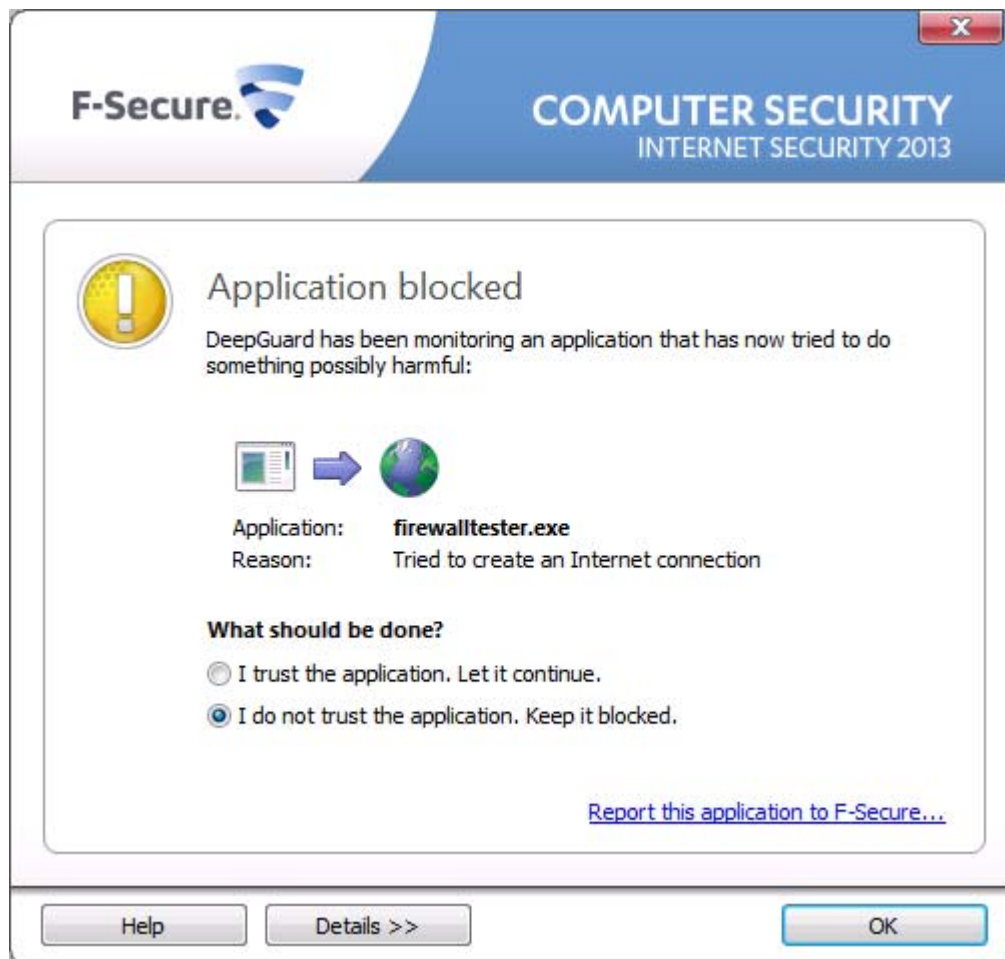 F-Secure.
COMPUTER SECURITY
INTERNET SECURITY 2013
Application blocked
DeepGuard has been monitoring an application that has now tried to do
something possibly harmful:
Application: firewalltester.exe
Reason: Tried to create an Internet connection
What should be done?
I trust the application. Let it continue.
I do not trust the application. Keep it blocked.
Report this application to F-Secure...
Help Details >> OK